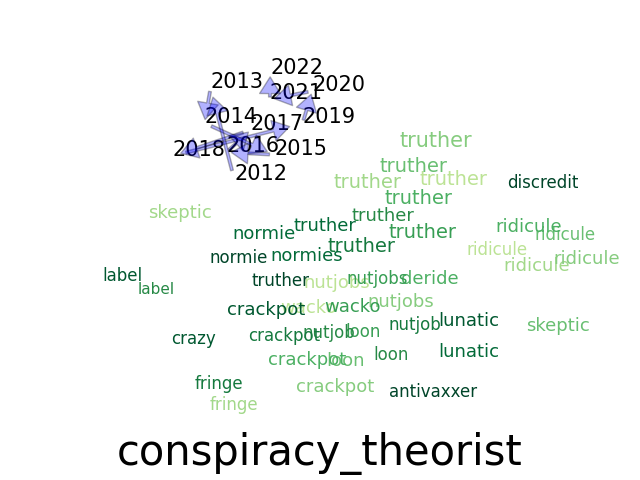 2022
2013 2020
2021
2014 2019
2017
2018 2016 2015
2012
truther
truther
truther truther discredit
truther
skeptic truther
truther ridicule
normie truther ridicule
truther ridicule
normie normies ridicule ridicule
label truther nutjobs nutjobs deride
label
crackpot wacko wacko nutjobs
nutjob lunatic
crazy crackpot nutjob loon skeptic
crackpot loon loon lunatic
fringe crackpot antivaxxer
fringe
conspiracy_theorist